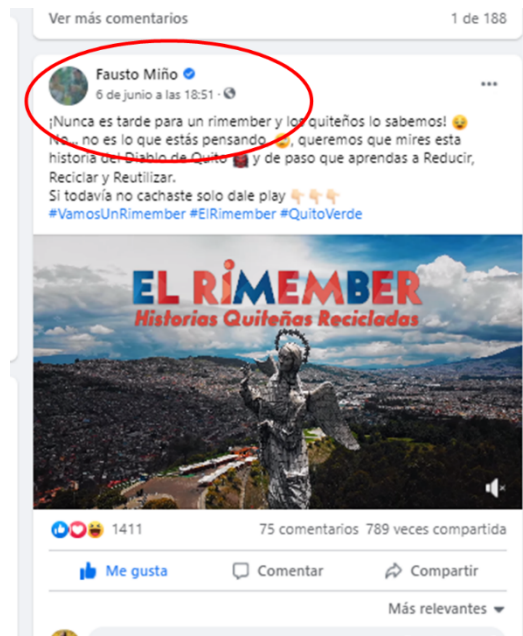 Ver más comentarios 1 de 188
Fausto Miño
6 de junio a las 18:51 ·
¡Nunca es tarde para un rimember y los quiteños lo sabemos!
No... no es lo que estás pensando, queremos que mires esta
historia del Diablo de Quito y de paso que aprendas a Reducir,
Reciclar y Reutilizar.
Si todavía no cachaste solo dale play
#VamosUnRimember #ElRimember #QuitoVerde
EL RIMEMBER
Historias Quiteñas Recicladas
1411 75 comentarios 789 veces compartida
Me gusta Comentar Compartir
Más relevantes